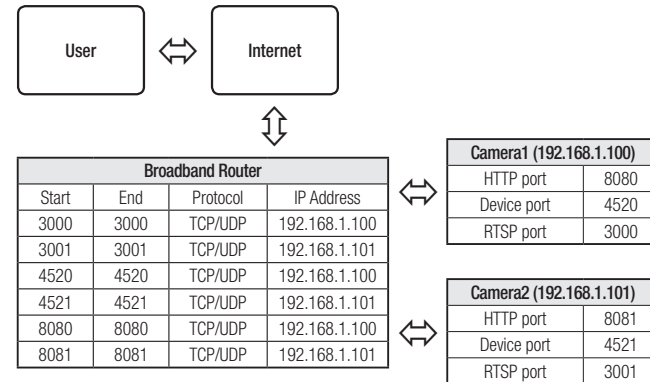 User
Internet
Broadband Router
Start End Protocol IP Address
3000 3000 TCP/UDP 192.168.1.100
3001 3001 TCP/UDP 192.168.1.101
4520 4520 TCP/UDP 192.168.1.100
4521 4521 TCP/UDP 192.168.1.101
8080 8080 TCP/UDP 192.168.1.100
8081 8081 TCP/UDP 192.168.1.101
Camera1 (192.168.1.100)
HTTP port 8080
Device port 4520
RTSP port 3000
Camera2 (192.168.1.101)
HTTP port 8081
Device port 4521
RTSP port 3001